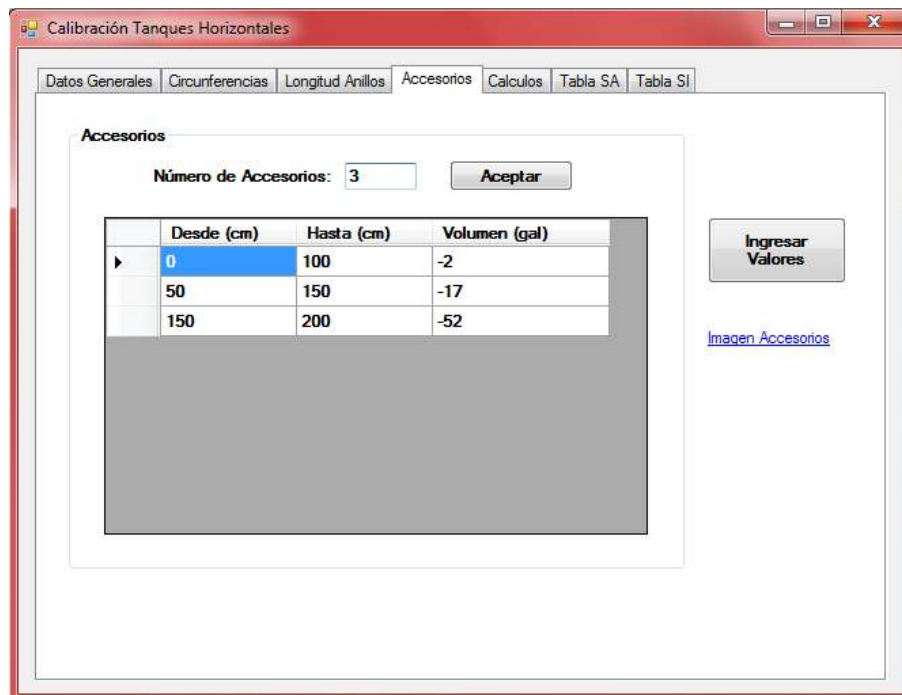 Calibración Tanques Horizontales
Datos Generales Circunferencias Longitud Anillos Accesorios Calculos Tabla SA Tabla SI
Accesorios
Número de Accesorios: 3 Aceptar
Desde (cm) Hasta (cm) Volumen (gal)
0 100 -2
50 150 -17
150 200 -52
Ingresar
Valores
Imagen Accesorios